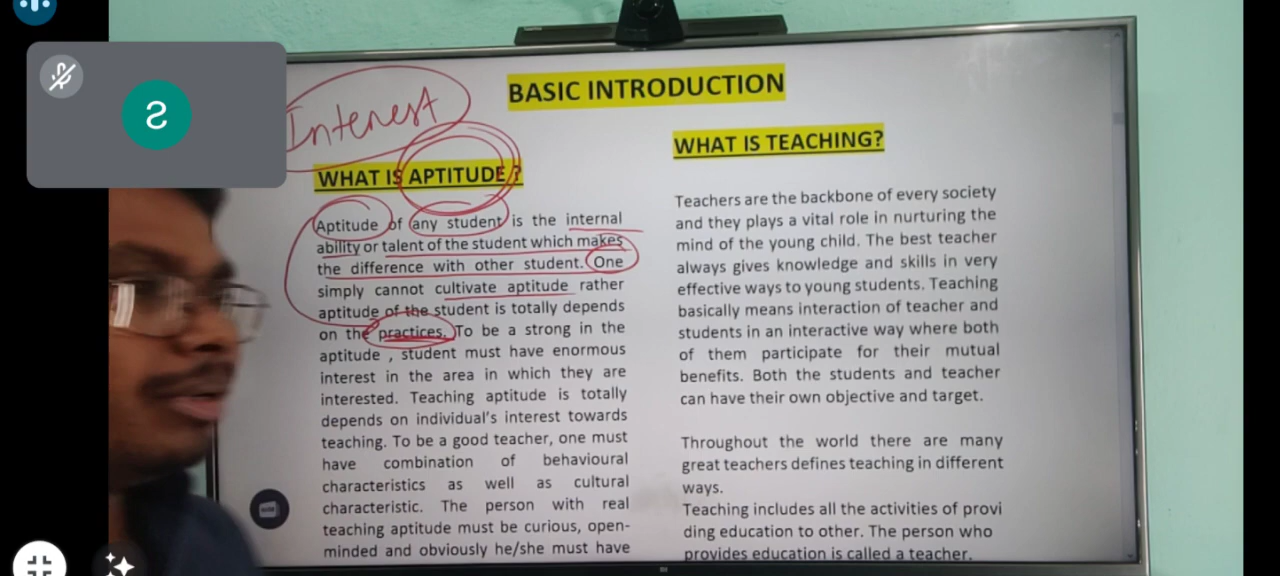 BASIC INTRODUCTION
Interest
WHAT IS APTITUDE ?
Aptitude of any student is the internal
ability or talent of the student which makes
the difference with other student. One
simply cannot cultivate aptitude rather
aptitude of the student is totally depends
on the practices. To be a strong in the
aptitude , student must have enormous
interest in the area in which they are
interested. Teaching aptitude is totally
depends on individual's interest towards
teaching. To be a good teacher, one must
have combination of behavioural
characteristics as well as cultural
characteristic. The person with real
teaching aptitude must be curious, open-
minded and obviously he/she must have
WHAT IS TEACHING?
Teachers are the backbone of every society
and they plays a vital role in nurturing the
mind of the young child. The best teacher
always gives knowledge and skills in very
effective ways to young students. Teaching
basically means interaction of teacher and
students in an interactive way where both
of them participate for their mutual
benefits. Both the students and teacher
can have their own objective and target.
Throughout the world there are many
great teachers defines teaching in different
ways.
Teaching includes all the activities of provi
ding education to other. The person who
provides education is called a teacher.